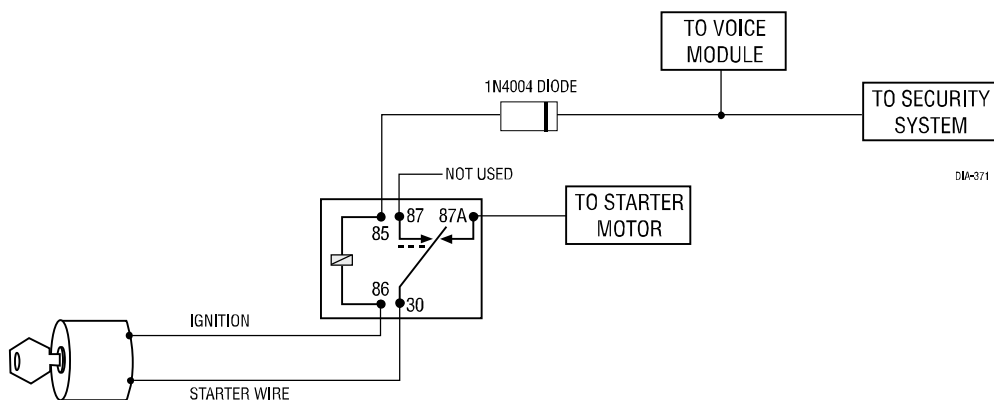 TO VOICE
MODULE
1N4004 DIODE
TO SECURITY
SYSTEM
DIA-371
NOT USED
TO STARTER
MOTOR
87
87A
85
86
30
IGNITION
STARTER WIRE